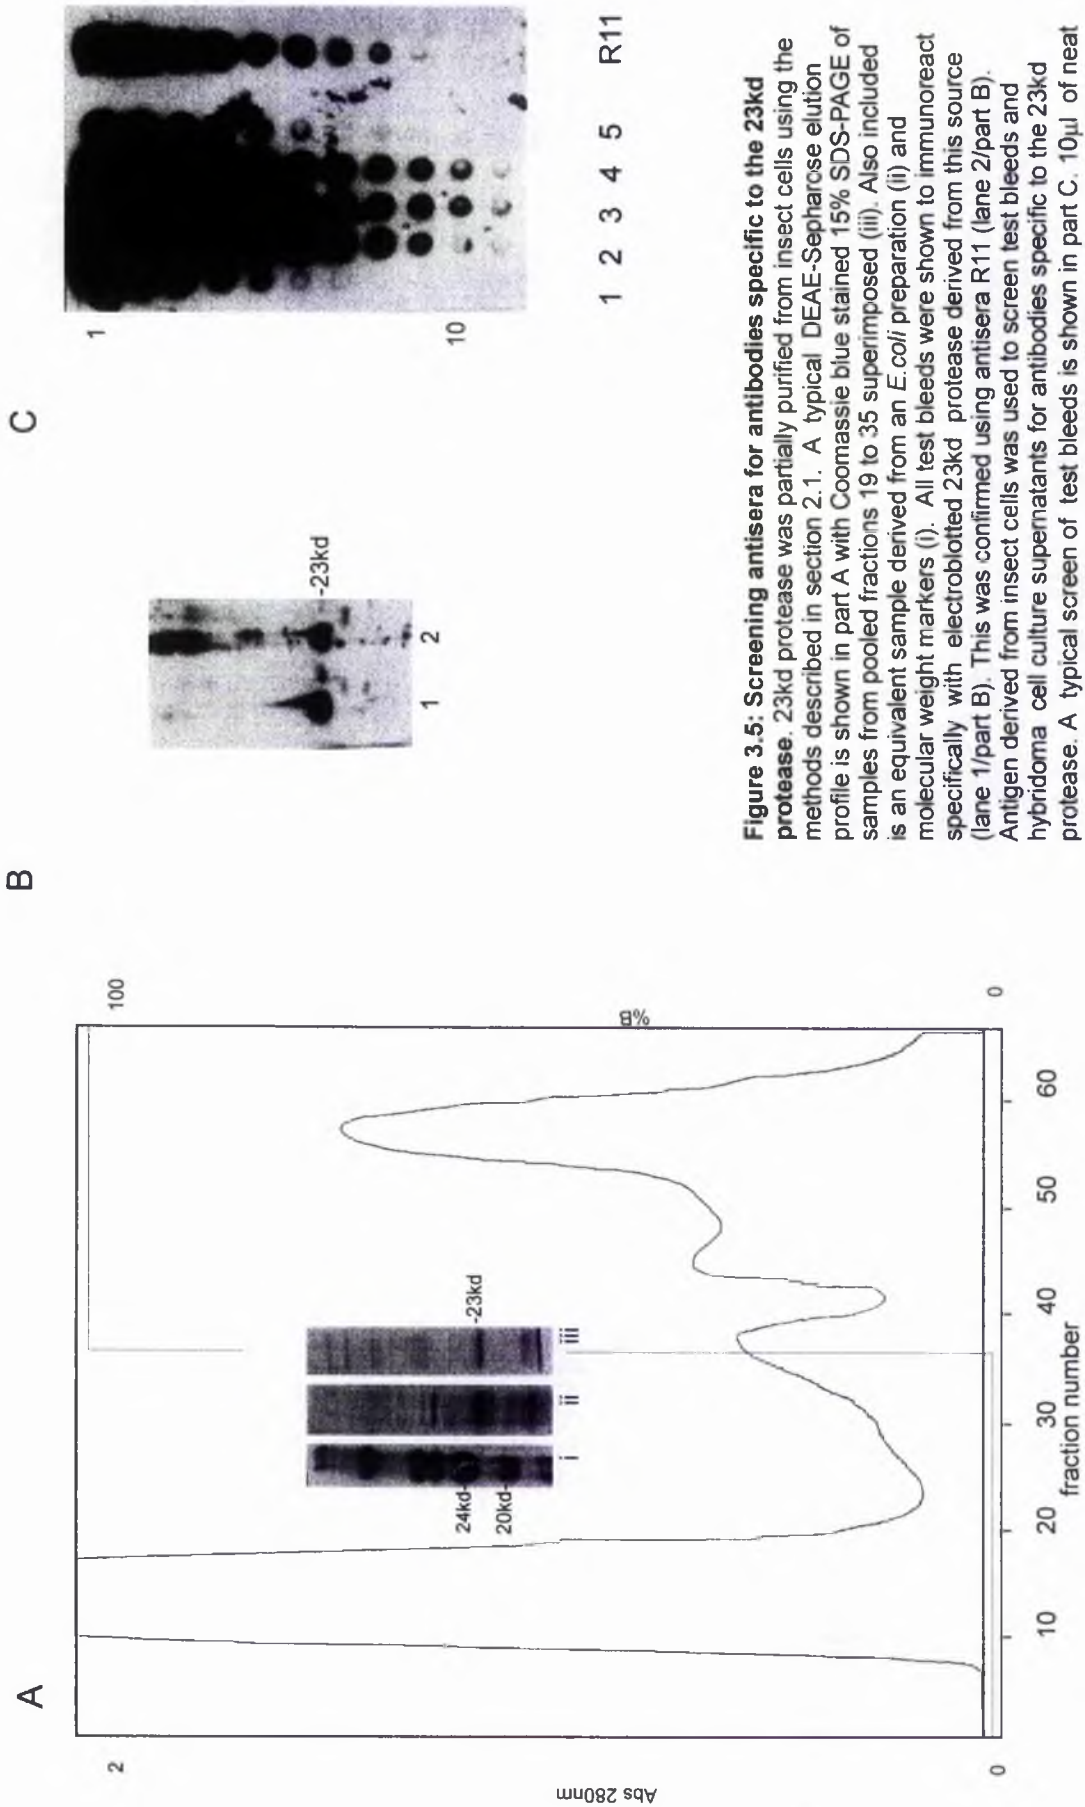 A
2
Abs 280nm
0
100
%B
0
24kd-
20kd-
-23kd
i
ii
iii
10
20
30
40
50
60
fraction number
B
-23kd
1
2
C
1
10
1
2
3
4
5
R11
Figure 3.5: Screening antisera for antibodies specific to the 23kd
protease. 23kd protease was partially purified from insect cells using the
methods described in section 2.1. A typical DEAE-Sepharose elution
profile is shown in part A with Coomassie blue stained 15% SDS-PAGE of
samples from pooled fractions 19 to 35 superimposed (iii). Also included
is an equivalent sample derived from an E.coli preparation (ii) and
molecular weight markers (i). All test bleeds were shown to immunoreact
specifically with electroblotted 23kd protease derived from this source
(lane 1/part B). This was confirmed using antisera R11 (lane 2/part B).
Antigen derived from insect cells was used to screen test bleeds and
hybridoma cell culture supernatants for antibodies specific to the 23kd
protease. A typical screen of test bleeds is shown in part C. 10µl of neat